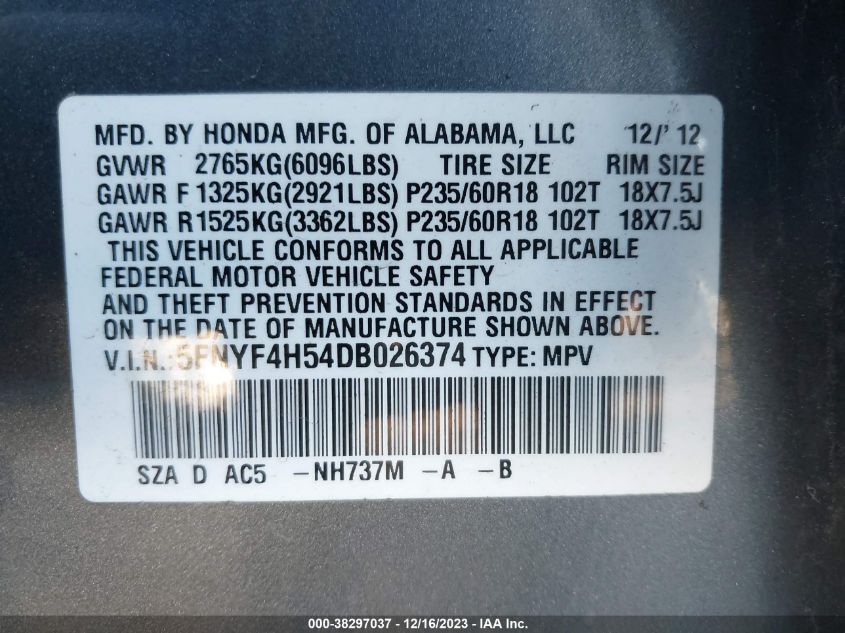 MFD. BY HONDA MFG. OF ALABAMA, LLC 12/' 12
GVWR 2765KG(6096LBS) TIRE SIZE RIM SIZE
GAWR F 1325KG(2921LBS) P235/60R18 102T 18X7.5J
GAWR R1525KG(3362LBS) P235/60R18 102T 18X7.5J
THIS VEHICLE CONFORMS TO ALL APPLICABLE
FEDERAL MOTOR VEHICLE SAFETY
AND THEFT PREVENTION STANDARDS IN EFFECT
ON THE DATE OF MANUFACTURE SHOWN ABOVE.
V.I.N.: 5FNYF4H54DB026374 TYPE: MPV
SZA D AC5 -NH737M -A -B
000-38297037 - 12/16/2023 - 1AA, Inc.